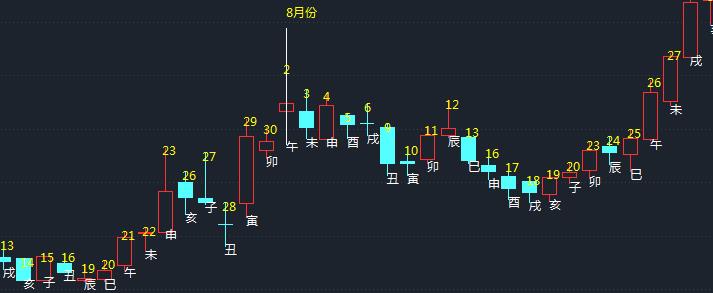 8月份
13 戌
14 亥
15 子
16 丑
19 辰
20 巳
21 午
22 未
23 申
26 亥
27 子
28 丑
29 寅
30 卯
2 午
3 未
4 申
5 酉
6 戌
9 丑
10 寅
11 卯
12 辰
13 巳
16 申
17 酉
18 戌
19 亥
20 子
23 卯
24 辰
25 巳
26 午
27 未
戌